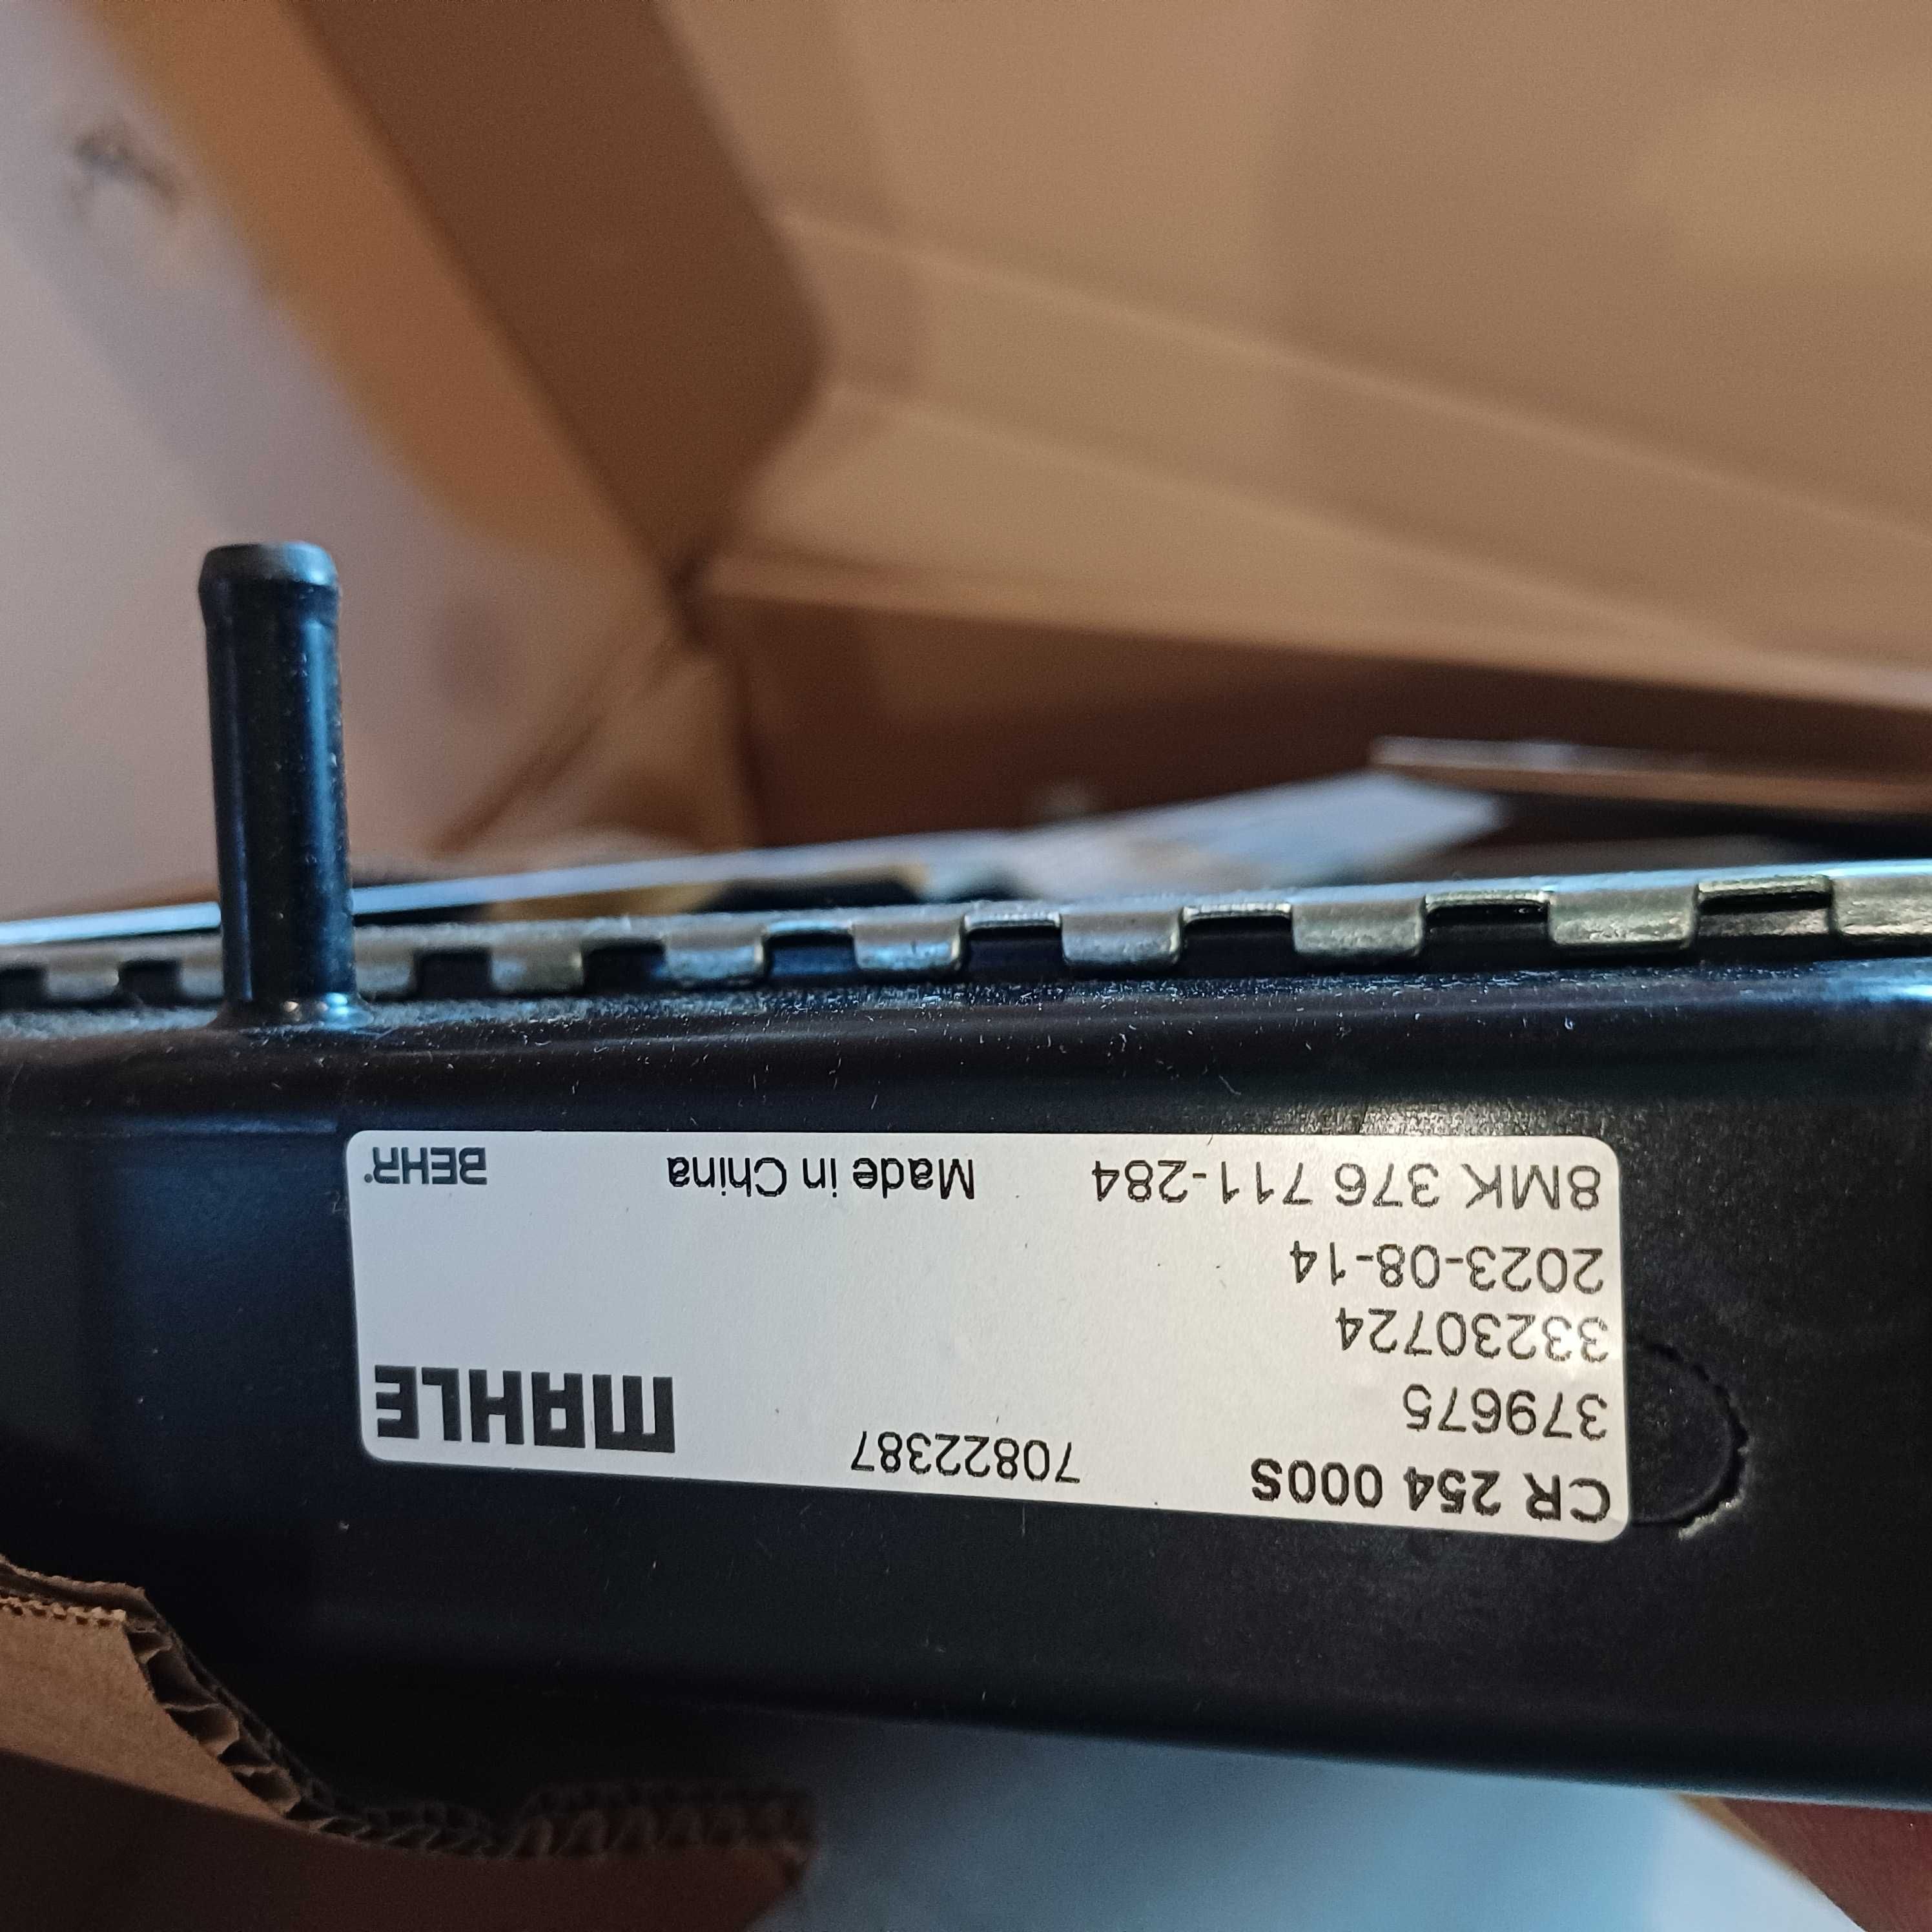 CR 254 000S 70822387 MAHLE
379675
33230724
2023-08-14
8MK 376 711-284 Made in China BEHR®